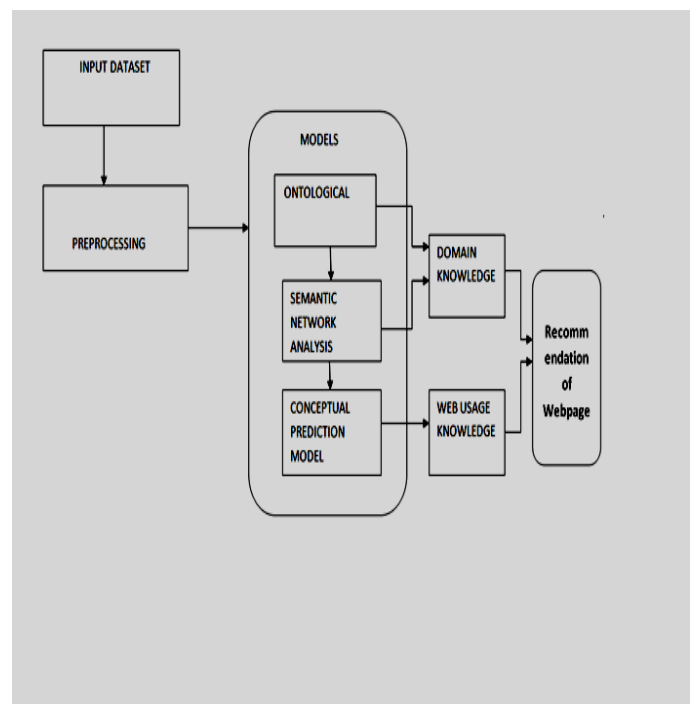 INPUT DATASET
PREPROCESSING
MODELS
ONTOLOGICAL
SEMANTIC
NETWORK
ANALYSIS
CONCEPTUAL
PREDICTION
MODEL
DOMAIN
KNOWLEDGE
WEB USAGE
KNOWLEDGE
Recomm
endation
of
Webpage